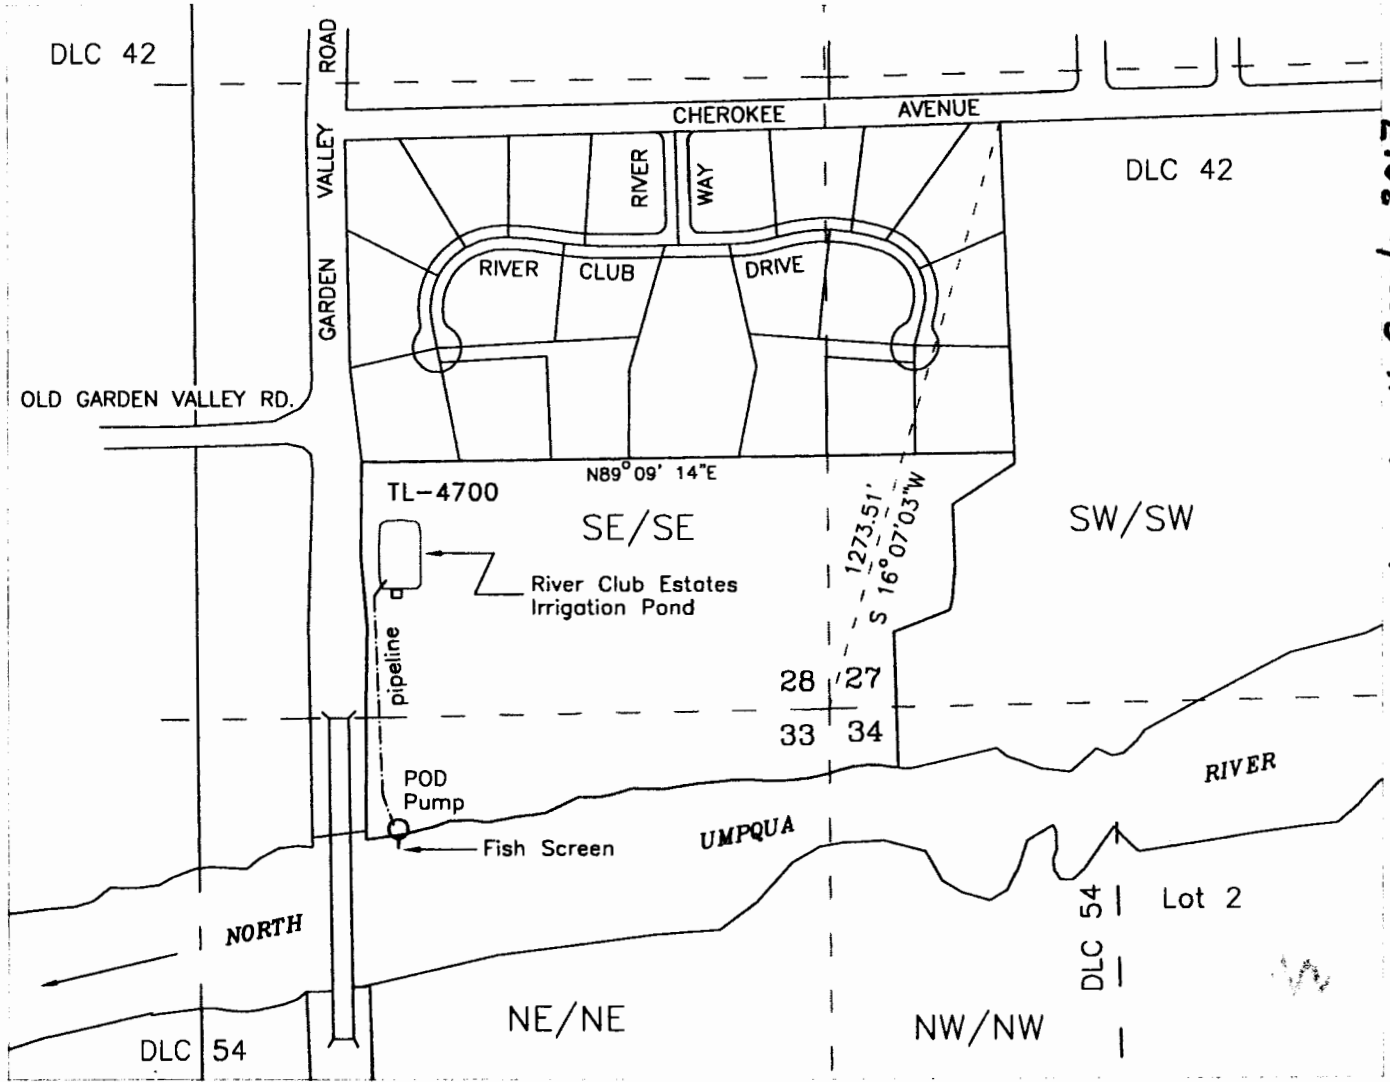 DLC 42
ROAD
VALLEY
GARDEN
CHEROKEE AVENUE
DLC 42
RIVER
WAY
RIVER CLUB DRIVE
OLD GARDEN VALLEY RD.
N89°09' 14"E
TL-4700
SE/SE
SW/SW
1273.51'
S 16°07'03"W
River Club Estates
Irrigation Pond
pipeline
28 27
33 34
POD
Pump
Fish Screen
NORTH UMPQUA RIVER
DLC 54
Lot 2
NE/NE
NW/NW
DLC 54